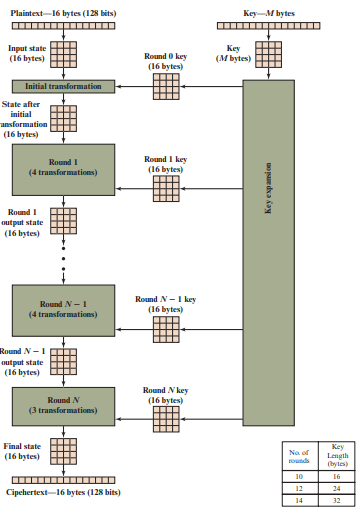 Plaintext—16 bytes (128 bits)
Key—M bytes
Input state
(16 bytes)
Round 0 key
(16 bytes)
Key
(M bytes)
Initial transformation
State after
initial
ansformation
(16 bytes)
Round 1
(4 transformations)
Round 1 key
(16 bytes)
Key expansion
Round 1
output state
(16 bytes)
Round N − 1
(4 transformations)
Round N − 1 key
(16 bytes)
Round N − 1
output state
(16 bytes)
Round N
(3 transformations)
Round N key
(16 bytes)
Final state
(16 bytes)
Cipehertext—16 bytes (128 bits)
No. of
rounds
Key
Length
(bytes)
10 16
12 24
14 32